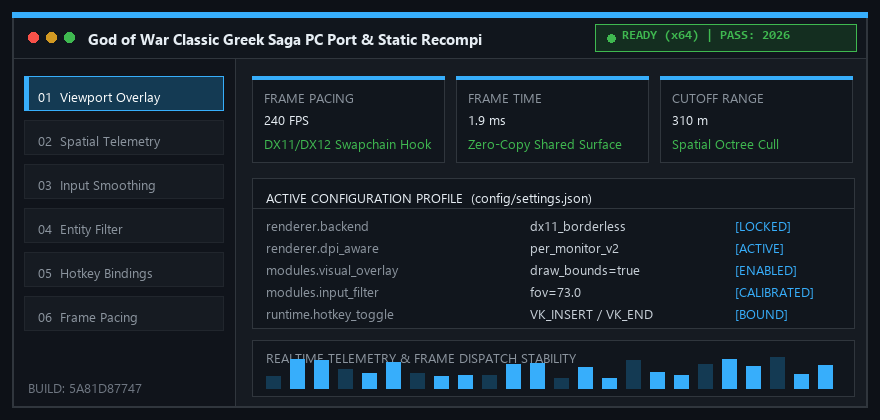 God of War Classic Greek Saga PC Port & Static Recompi
READY (x64) | PASS: 2026
01 Viewport Overlay
02 Spatial Telemetry
03 Input Smoothing
04 Entity Filter
05 Hotkey Bindings
06 Frame Pacing
BUILD: 5A81D87747
FRAME PACING
240 FPS
DX11/DX12 Swapchain Hook
FRAME TIME
1.9 ms
Zero-Copy Shared Surface
CUTOFF RANGE
310 m
Spatial Octree Cull
ACTIVE CONFIGURATION PROFILE (config/settings.json)
renderer.backend dx11_borderless [LOCKED]
renderer.dpi_aware per_monitor_v2 [ACTIVE]
modules.visual_overlay draw_bounds=true [ENABLED]
modules.input_filter fov=73.0 [CALIBRATED]
runtime.hotkey_toggle VK_INSERT / VK_END [BOUND]
REALTIME TELEMETRY & FRAME DISPATCH STABILITY